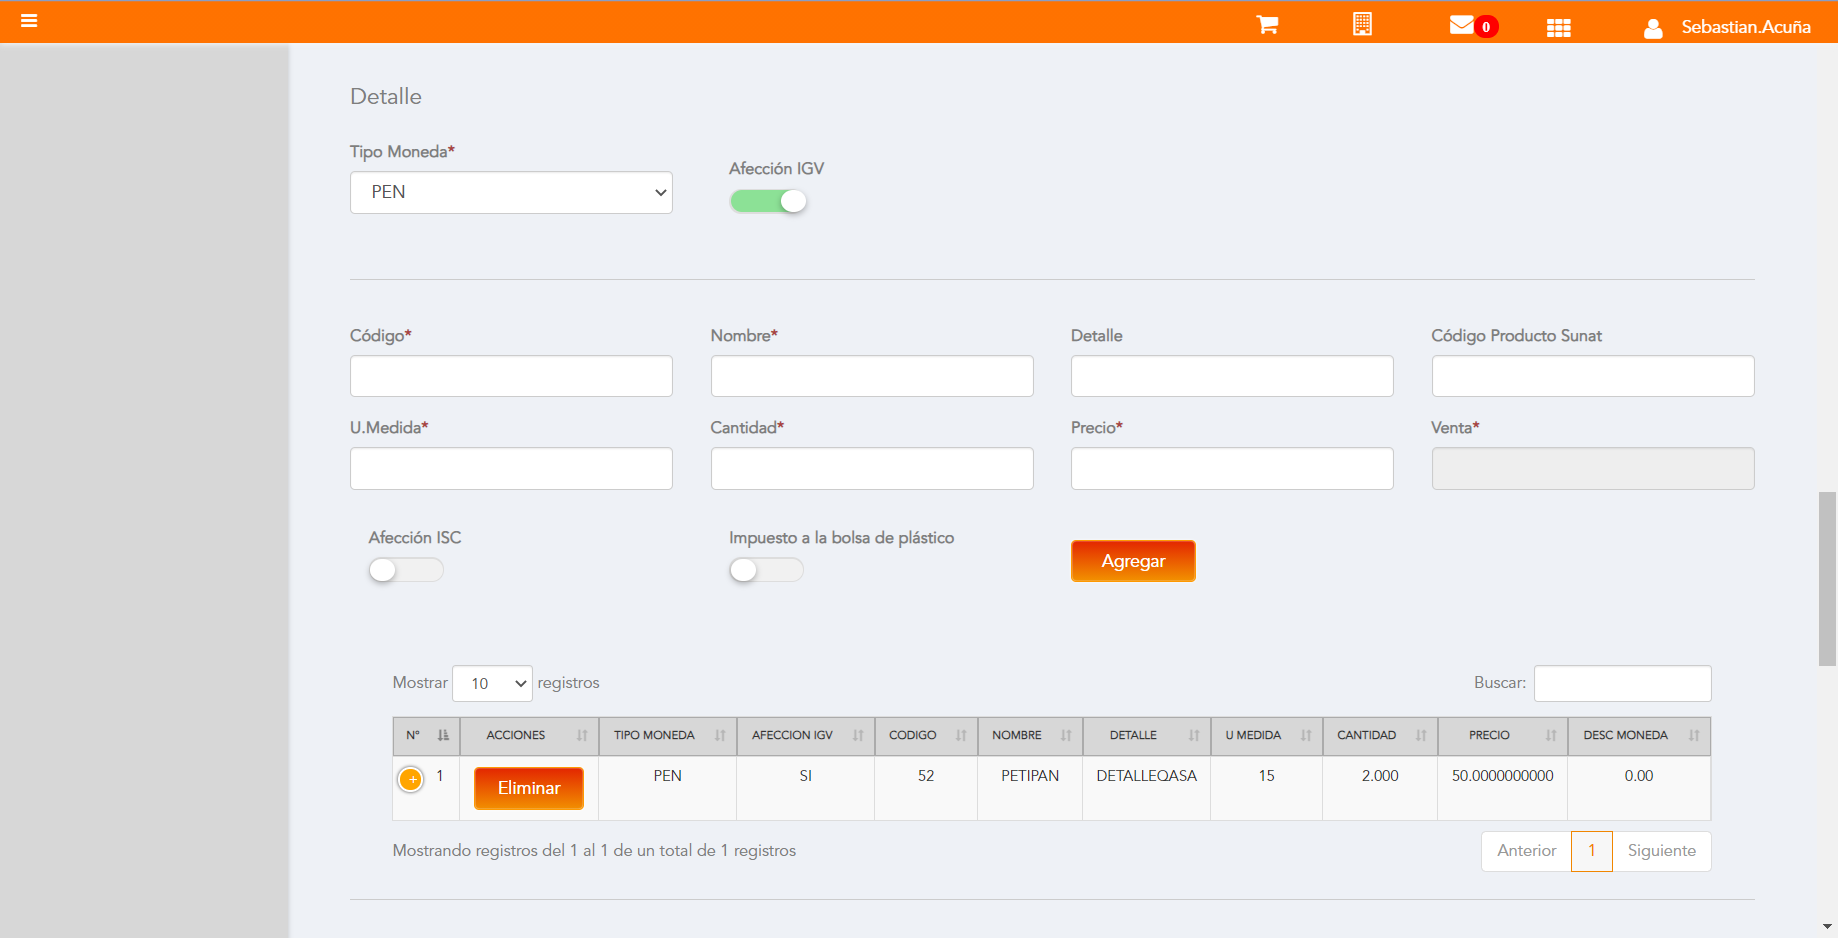 0
Sebastian.Acuña
Detalle
Tipo Moneda*
Afección IGV
PEN
Código*
Nombre*
Detalle
Código Producto Sunat
U.Medida*
Cantidad*
Precio*
Venta*
Afección ISC
Impuesto a la bolsa de plástico
Agregar
Mostrar 10 registros
Buscar:
N° ACCIONES TIPO MONEDA AFECCION IGV CODIGO NOMBRE DETALLE U MEDIDA CANTIDAD PRECIO DESC MONEDA
1 Eliminar PEN SI 52 PETIPAN DETALLEQASA 15 2.000 50.0000000000 0.00
Mostrando registros del 1 al 1 de un total de 1 registros
Anterior 1 Siguiente